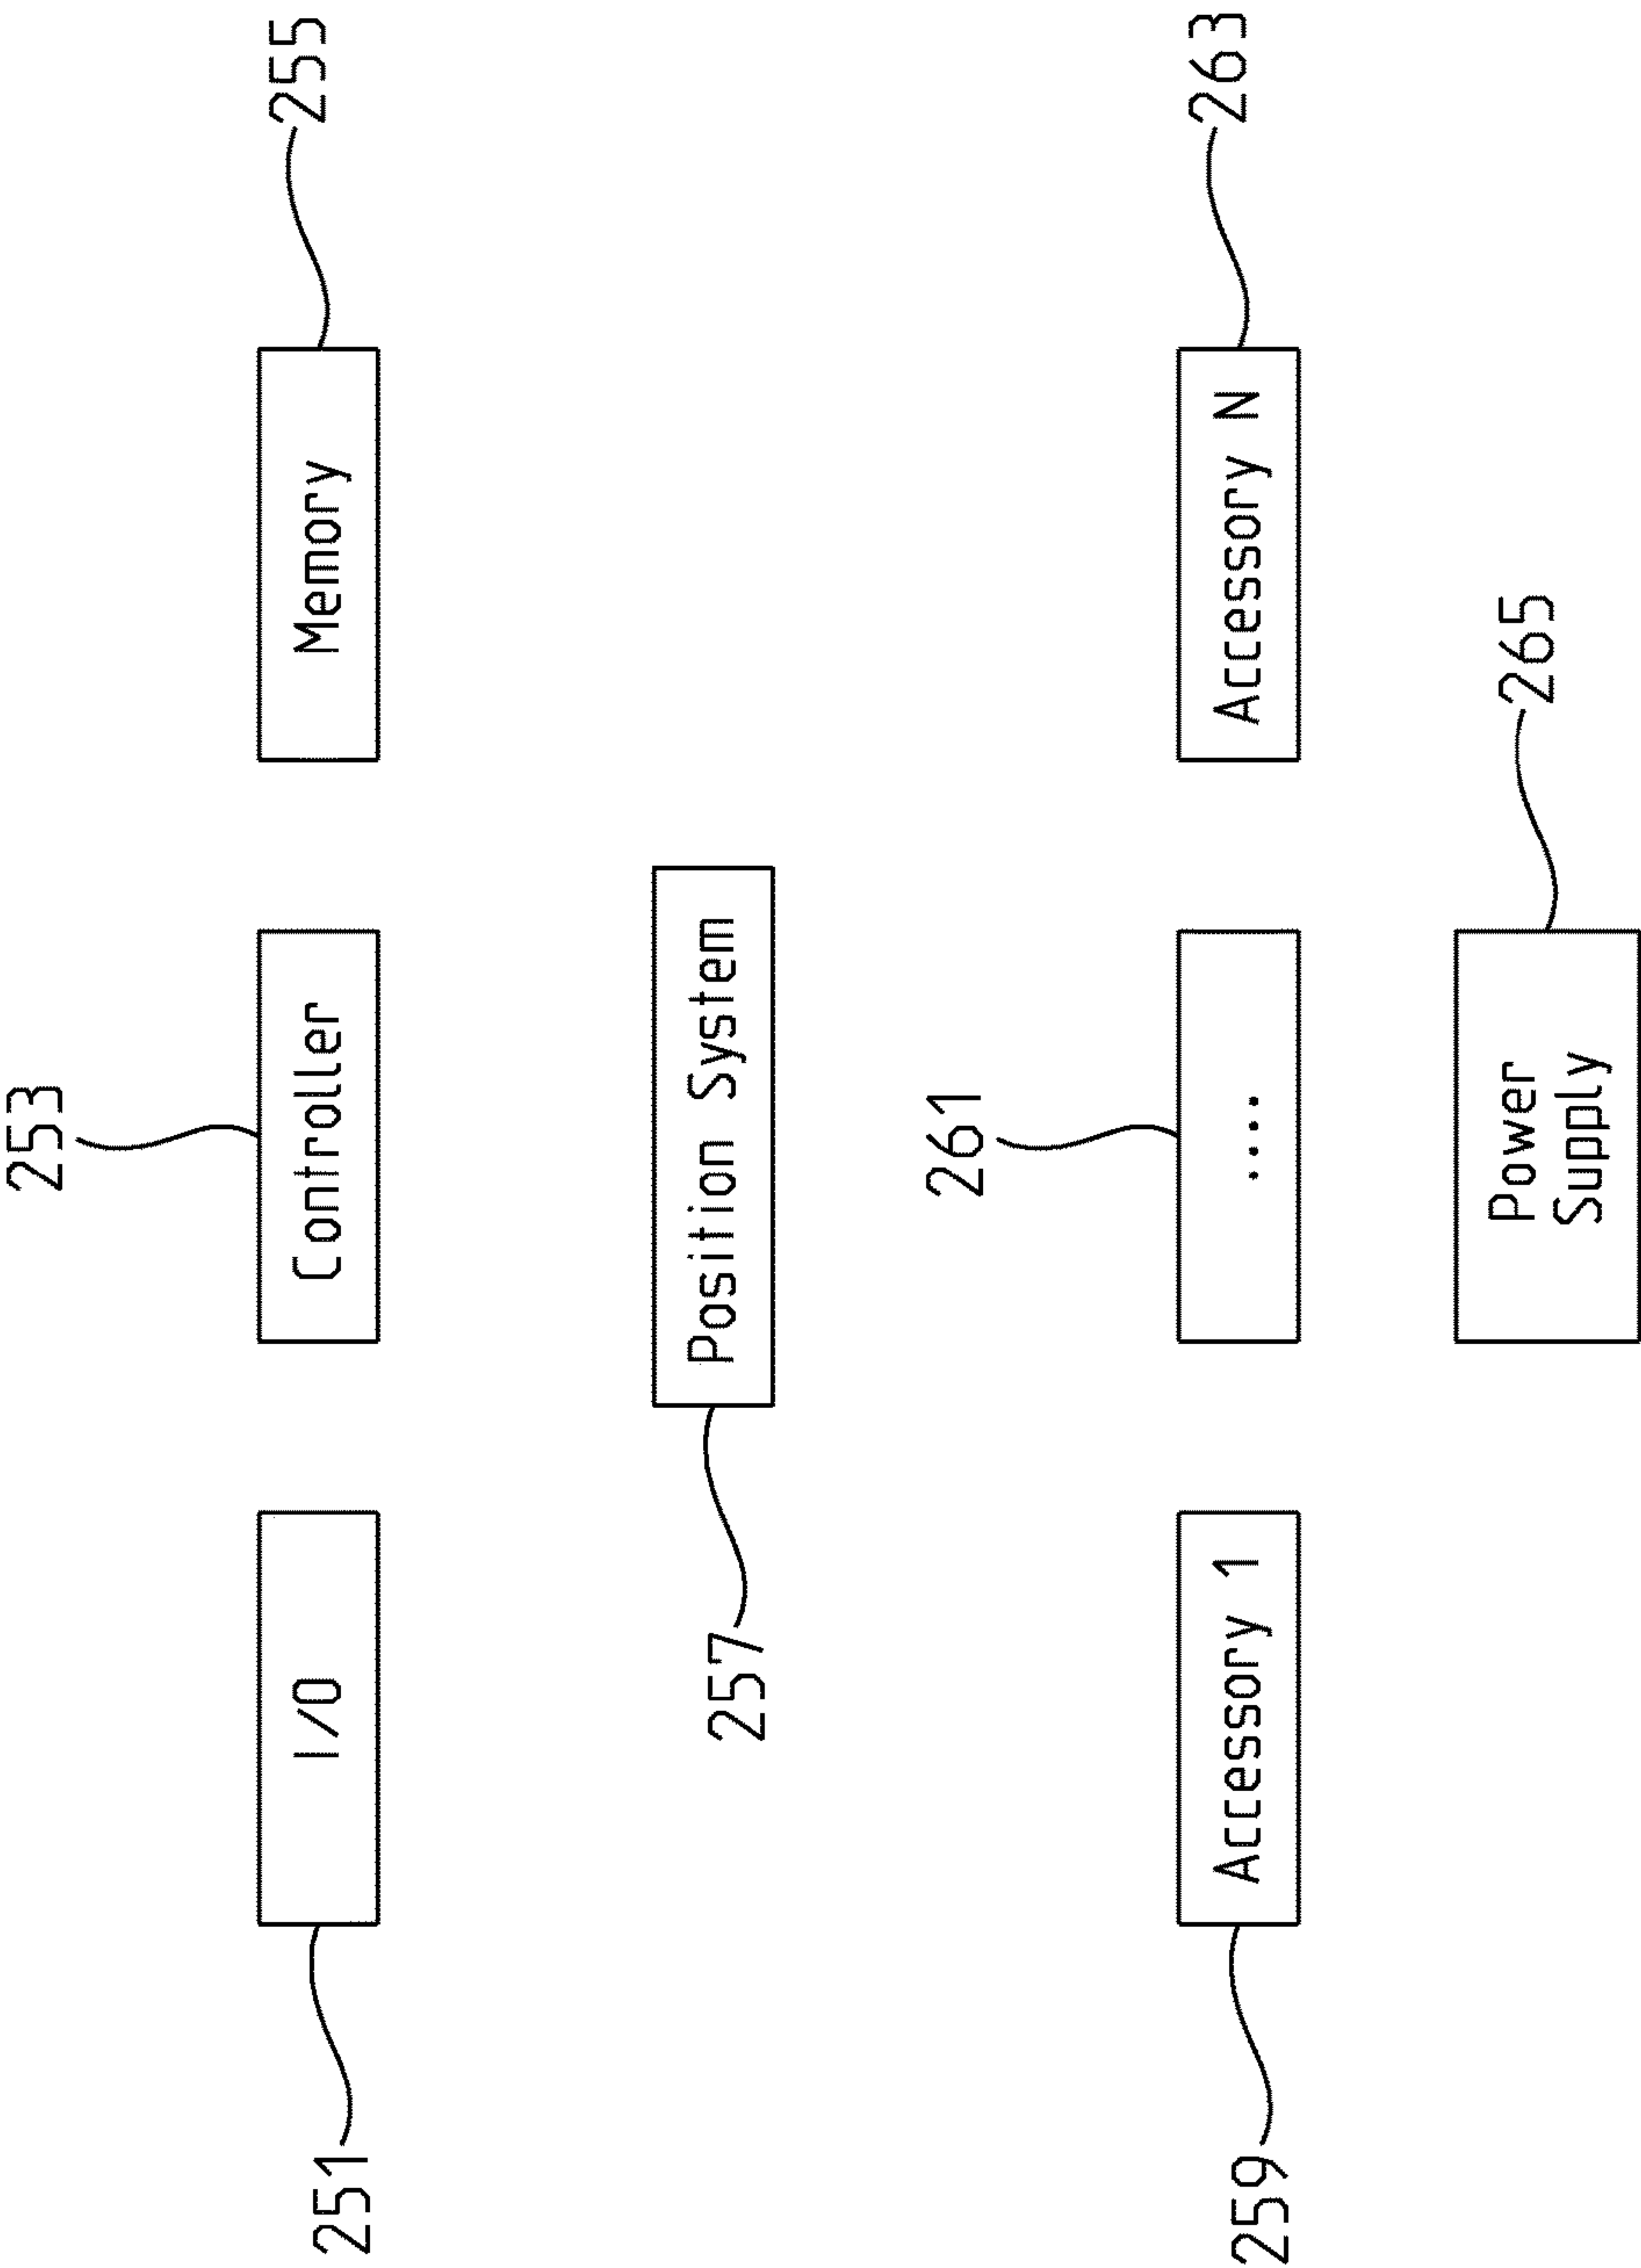 253
251
I/O
Controller
Memory
255
257
Position System
261
259
Accessory 1
....
Accessory N
263
Power
Supply
265